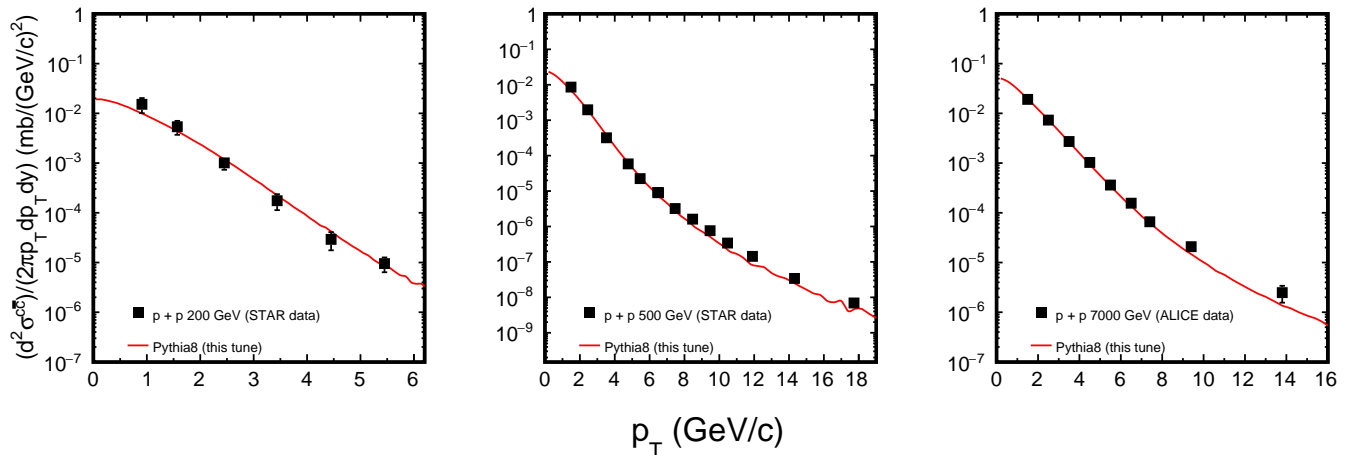 (d²σ^cc̄)/(2πp_T dp_T dy) (mb/(GeV/c)²
1
10⁻¹
10⁻²
10⁻³
10⁻⁴
10⁻⁵
10⁻⁶
10⁻⁷
p + p 200 GeV (STAR data)
Pythia8 (this tune)
0 1 2 3 4 5 6
1
10⁻¹
10⁻²
10⁻³
10⁻⁴
10⁻⁵
10⁻⁶
10⁻⁷
10⁻⁸
10⁻⁹
p + p 500 GeV (STAR data)
Pythia8 (this tune)
0 2 4 6 8 10 12 14 16 18
1
10⁻¹
10⁻²
10⁻³
10⁻⁴
10⁻⁵
10⁻⁶
10⁻⁷
p + p 7000 GeV (ALICE data)
Pythia8 (this tune)
0 2 4 6 8 10 12 14 16
p_T (GeV/c)